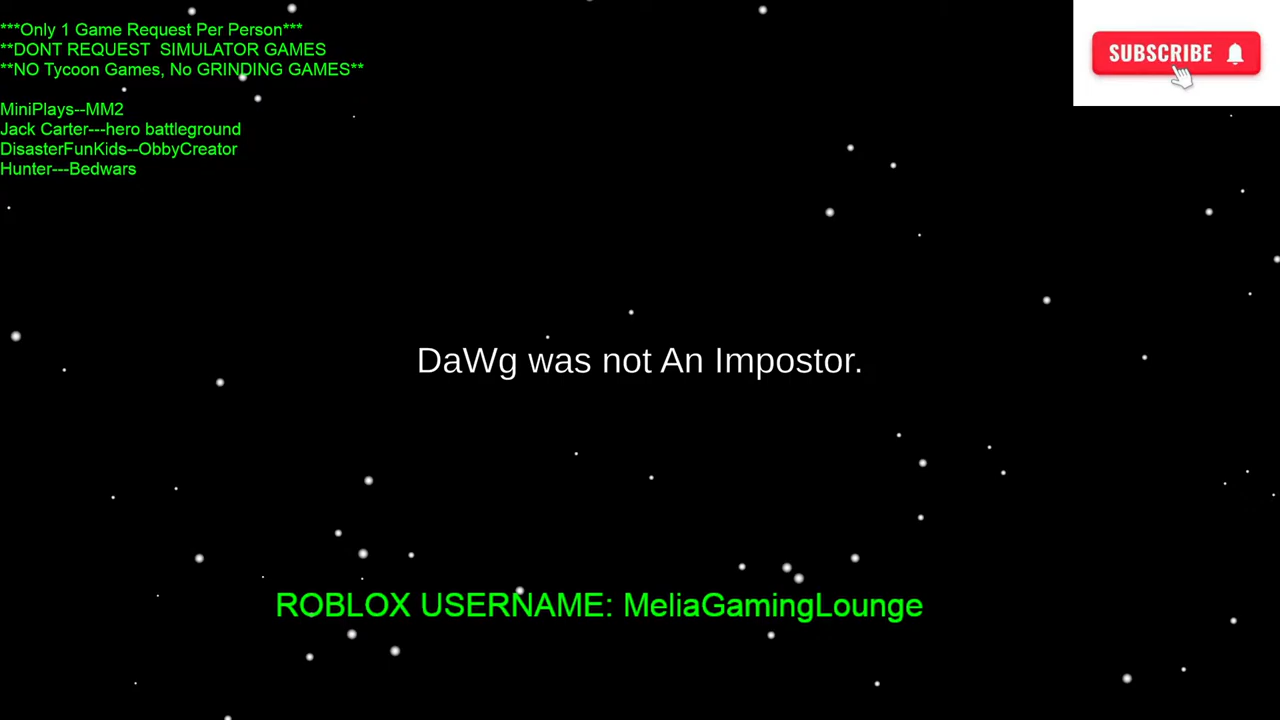 ***Only 1 Game Request Per Person***
**DONT REQUEST  SIMULATOR GAMES
**NO Tycoon Games, No GRINDING GAMES**
MiniPlays--MM2
Jack Carter---hero battleground
DisasterFunKids--ObbyCreator
Hunter---Bedwars
SUBSCRIBE
DaWg was not An Impostor.
ROBLOX USERNAME: MeliaGamingLounge